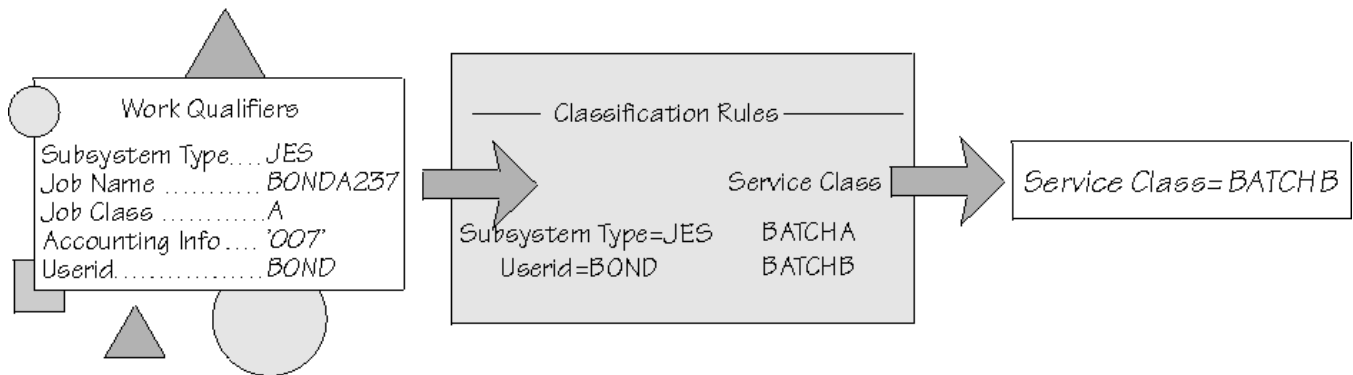 Work Qualifiers
Subsystem Type.... JES
Job Name ........... BONDA237
Job Class ............ A
Accounting Info .... '007'
Userid................. BOND
Classification Rules
Service Class
Subsystem Type=JES BATCHA
Userid=BOND BATCHB
Service Class=BATCHB